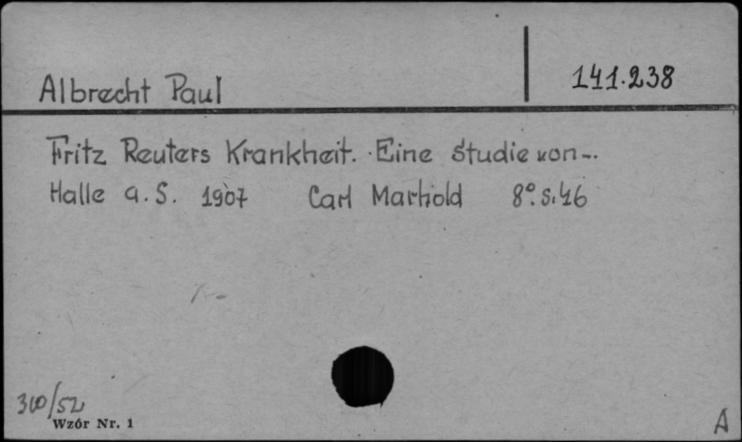 Albrecht Paul
141.238
Fritz Reuters Krankheit. Eine Studie von -.
Halle a. S. 1907 Carl Marhold 8° s. 46
300/52
Wzór Nr. 1
A